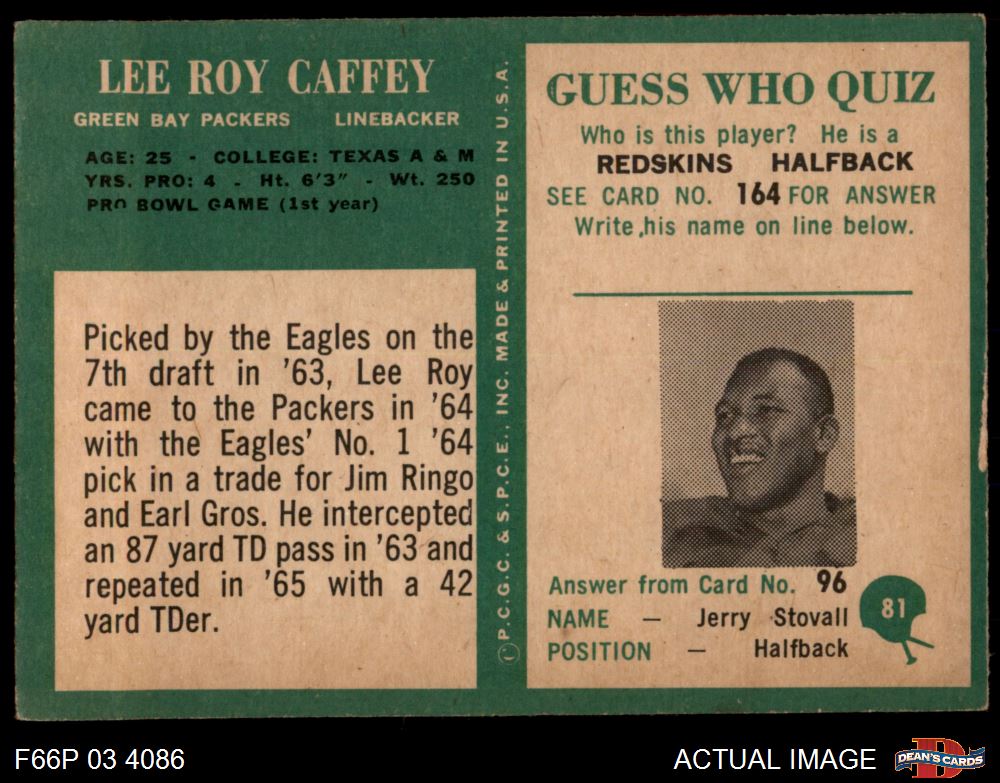 LEE ROY CAFFEY
GREEN BAY PACKERS LINEBACKER
AGE: 25 - COLLEGE: TEXAS A & M
YRS. PRO: 4 - Ht. 6'3" - Wt. 250
PRO BOWL GAME (1st year)
Picked by the Eagles on the
7th draft in '63, Lee Roy
came to the Packers in '64
with the Eagles' No. 1 '64
pick in a trade for Jim Ringo
and Earl Gros. He intercepted
an 87 yard TD pass in '63 and
repeated in '65 with a 42
yard TDer.
©P.C.G.C. & S.P.C.E., INC. MADE & PRINTED IN U.S.A.
GUESS WHO QUIZ
Who is this player? He is a
REDSKINS HALFBACK
SEE CARD NO. 164 FOR ANSWER
Write his name on line below.
Answer from Card No. 96
NAME — Jerry Stovall
POSITION — Halfback
81
F66P 03 4086
ACTUAL IMAGE
D
DEAN'S CARDS